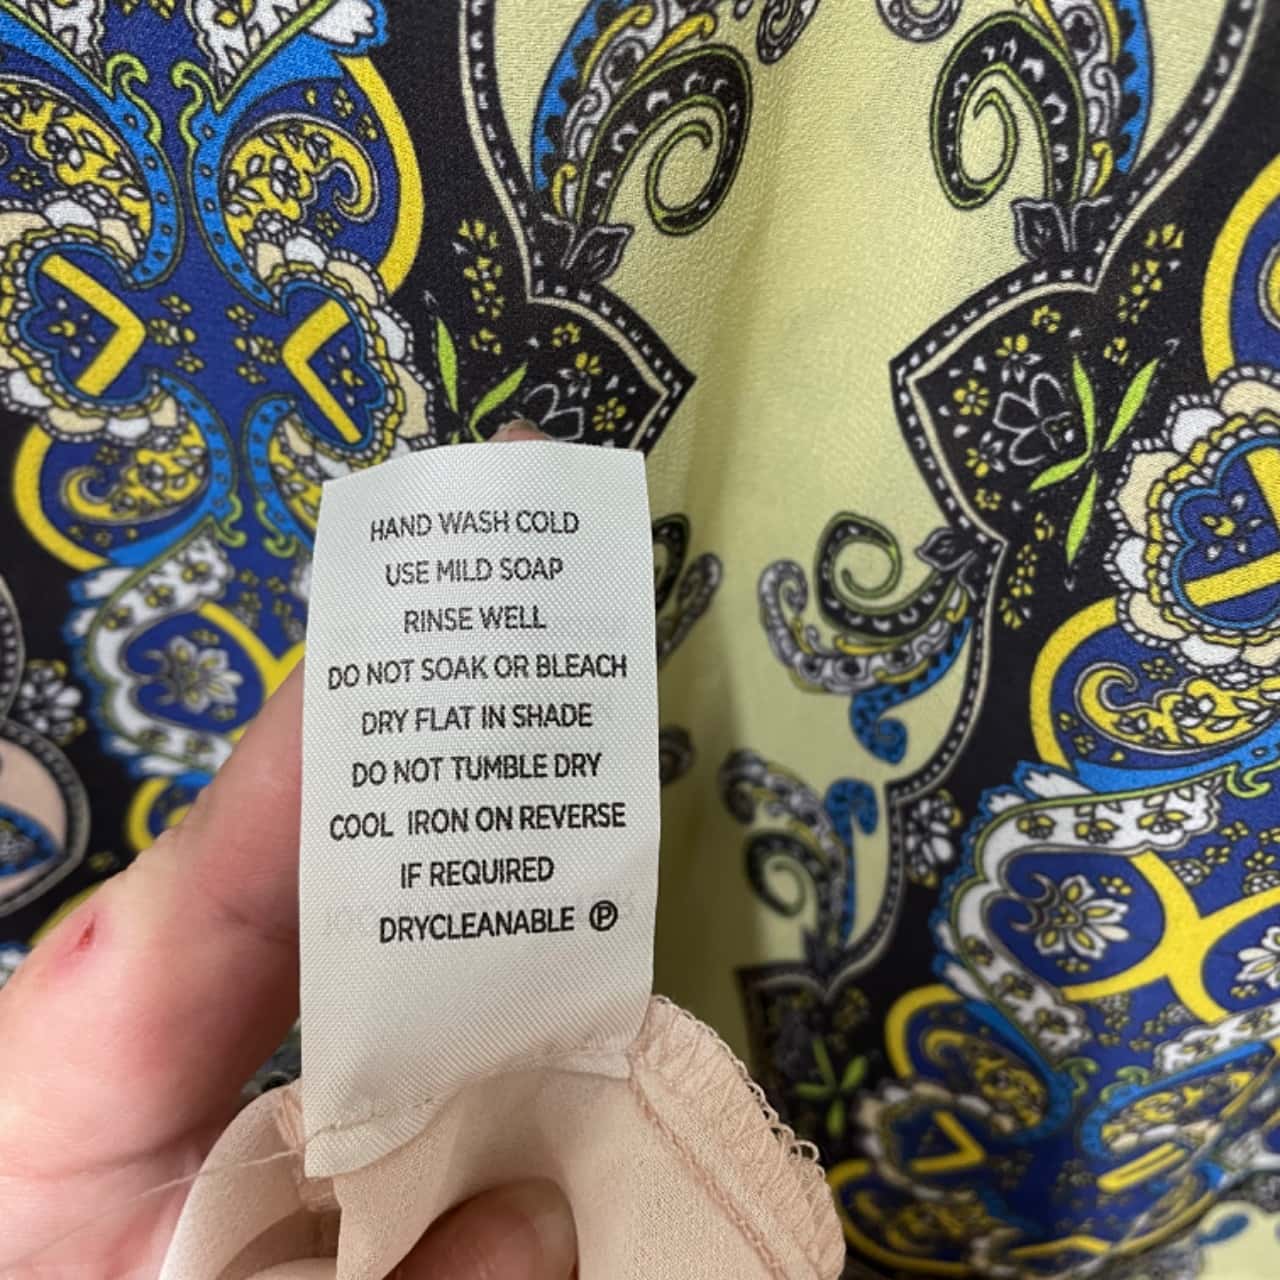 HAND WASH COLD
USE MILD SOAP
RINSE WELL
DO NOT SOAK OR BLEACH
DRY FLAT IN SHADE
DO NOT TUMBLE DRY
COOL IRON ON REVERSE
IF REQUIRED
DRYCLEANABLE Ⓟ